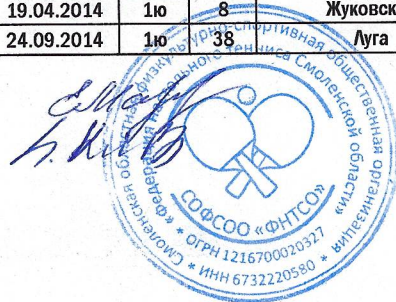 19.04.2014 1ю 8 Жуковск
24.09.2014 1ю 38 Луга
Смоленская областная физкультурно-спортивная общественная организация
«Федерация настольного тенниса Смоленской области»
СОФСОО «ФНТСО»
* ОГРН 1216700020327
* ИНН 6732220580 *